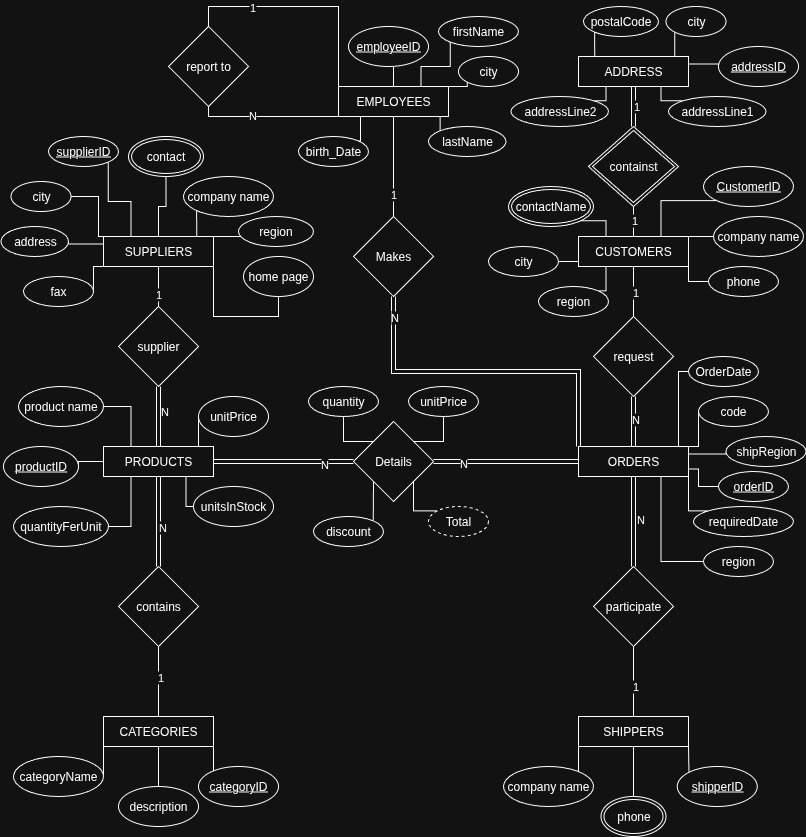 1
postalCode
city
firstName
employeeID
report to
city
ADDRESS
addressID
EMPLOYEES
1
addressLine2
addressLine1
N
lastName
supplierID
contact
birth_Date
containst
city
company name
1
contactName
CustomerID
1
address
SUPPLIERS
region
Makes
CUSTOMERS
company name
city
home page
phone
fax
1
1
region
N
supplier
request
OrderDate
product name
N
unitPrice
quantity
unitPrice
N
code
productID
PRODUCTS
N
Details
N
ORDERS
shipRegion
orderID
quantityFerUnit
N
unitsInStock
discount
Total
N
requiredDate
region
contains
participate
1
1
CATEGORIES
SHIPPERS
categoryName
description
categoryID
company name
phone
shipperID